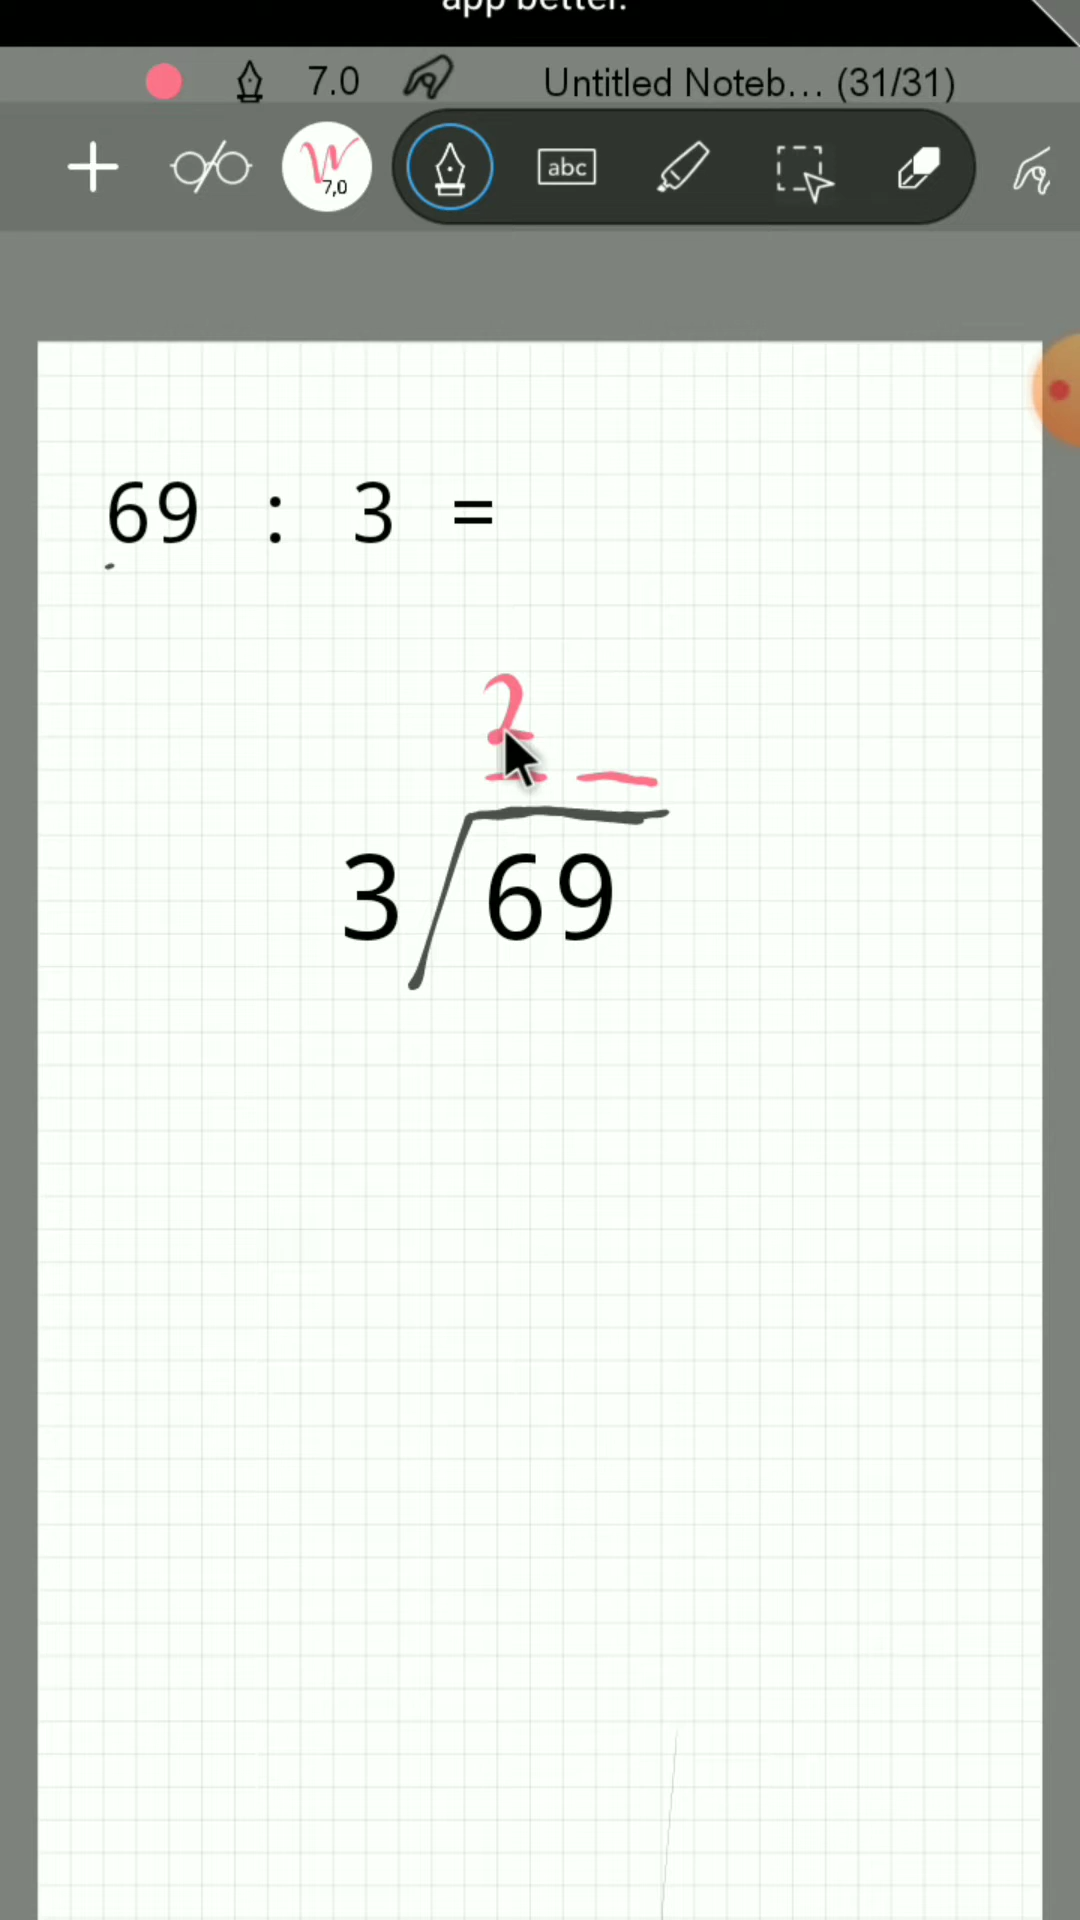 app better.
7.0 Untitled Noteb... (31/31)
W 7,0 abc
69 : 3 =
2
3 69